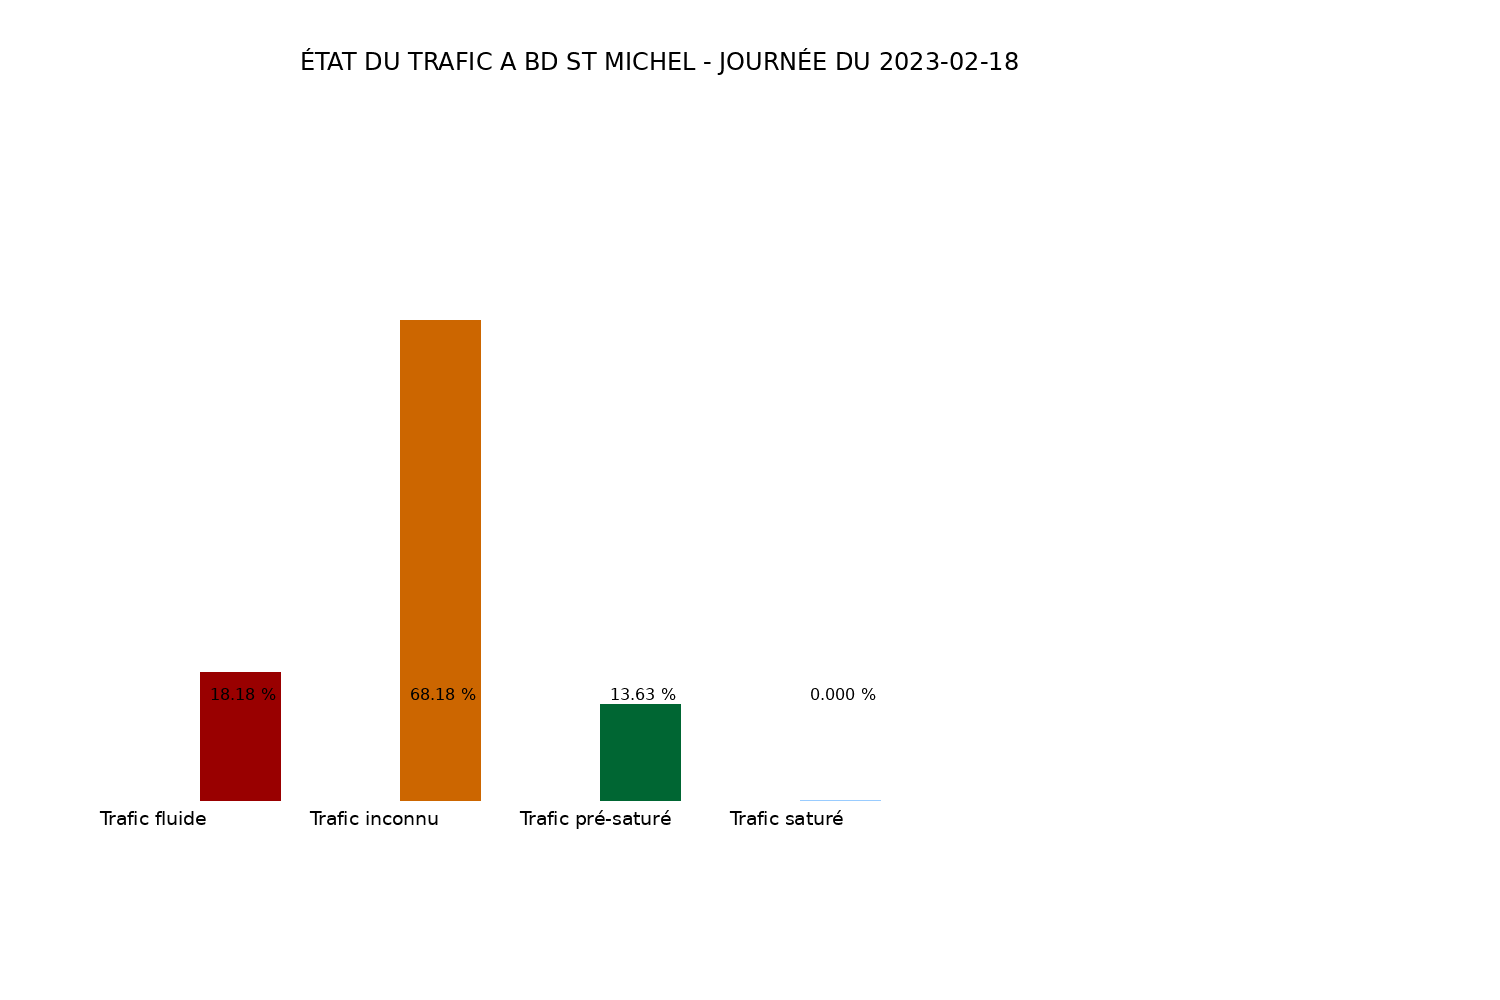 ÉTAT DU TRAFIC A BD ST MICHEL - JOURNÉE DU 2023-02-18
18.18 % 68.18 % 13.63 % 0.000 %
Trafic fluide Trafic inconnu Trafic pré-saturé Trafic saturé